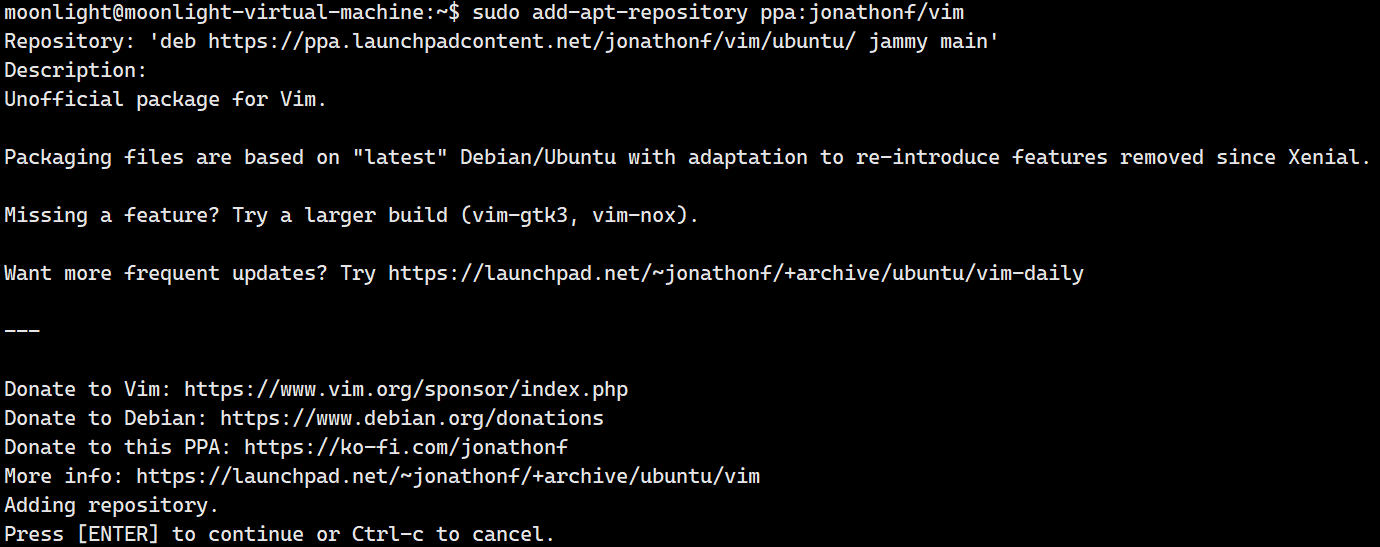 moonlight@moonlight-virtual-machine:~$ sudo add-apt-repository ppa:jonathonf/vim
Repository: 'deb https://ppa.launchpadcontent.net/jonathonf/vim/ubuntu/ jammy main'
Description:
Unofficial package for Vim.
Packaging files are based on "latest" Debian/Ubuntu with adaptation to re-introduce features removed since Xenial.
Missing a feature? Try a larger build (vim-gtk3, vim-nox).
Want more frequent updates? Try https://launchpad.net/~jonathonf/+archive/ubuntu/vim-daily
---
Donate to Vim: https://www.vim.org/sponsor/index.php
Donate to Debian: https://www.debian.org/donations
Donate to this PPA: https://ko-fi.com/jonathonf
More info: https://launchpad.net/~jonathonf/+archive/ubuntu/vim
Adding repository.
Press [ENTER] to continue or Ctrl-c to cancel.